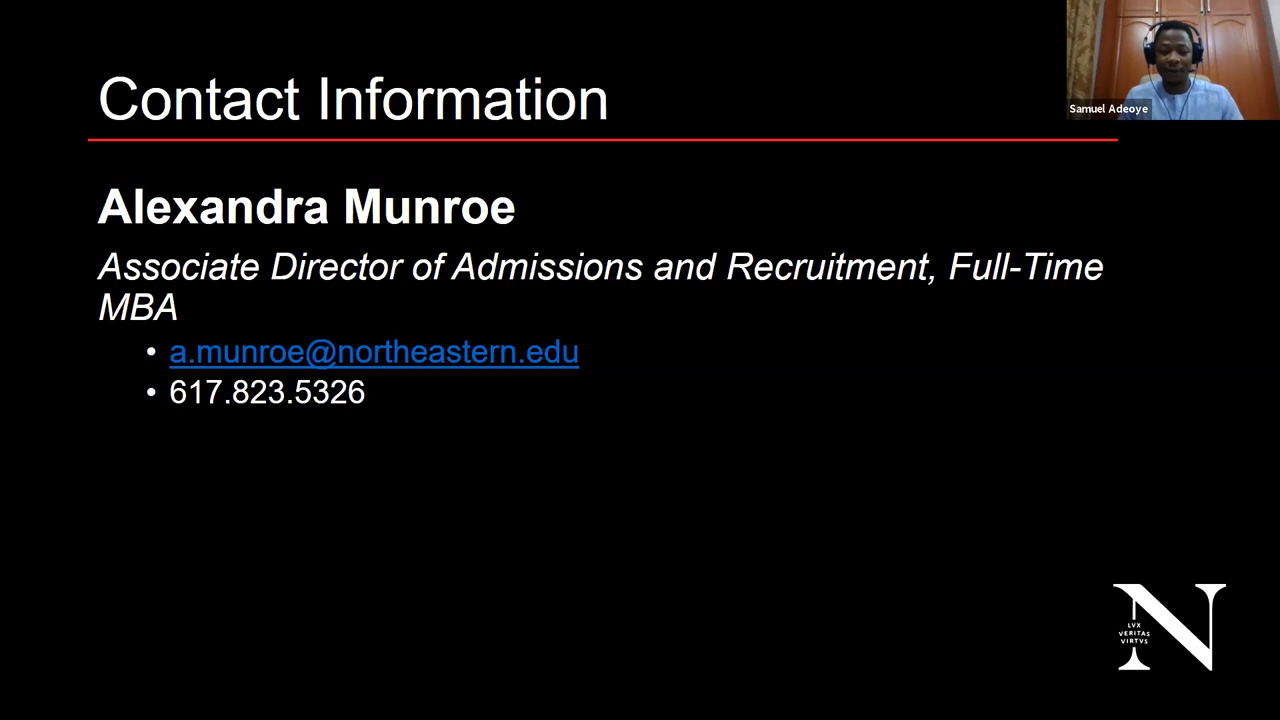 Contact Information
Samuel Adeoye
Alexandra Munroe
Associate Director of Admissions and Recruitment, Full-Time
MBA
• a.munroe@northeastern.edu
• 617.823.5326
N
LVX
VERITAS
VIRTVS